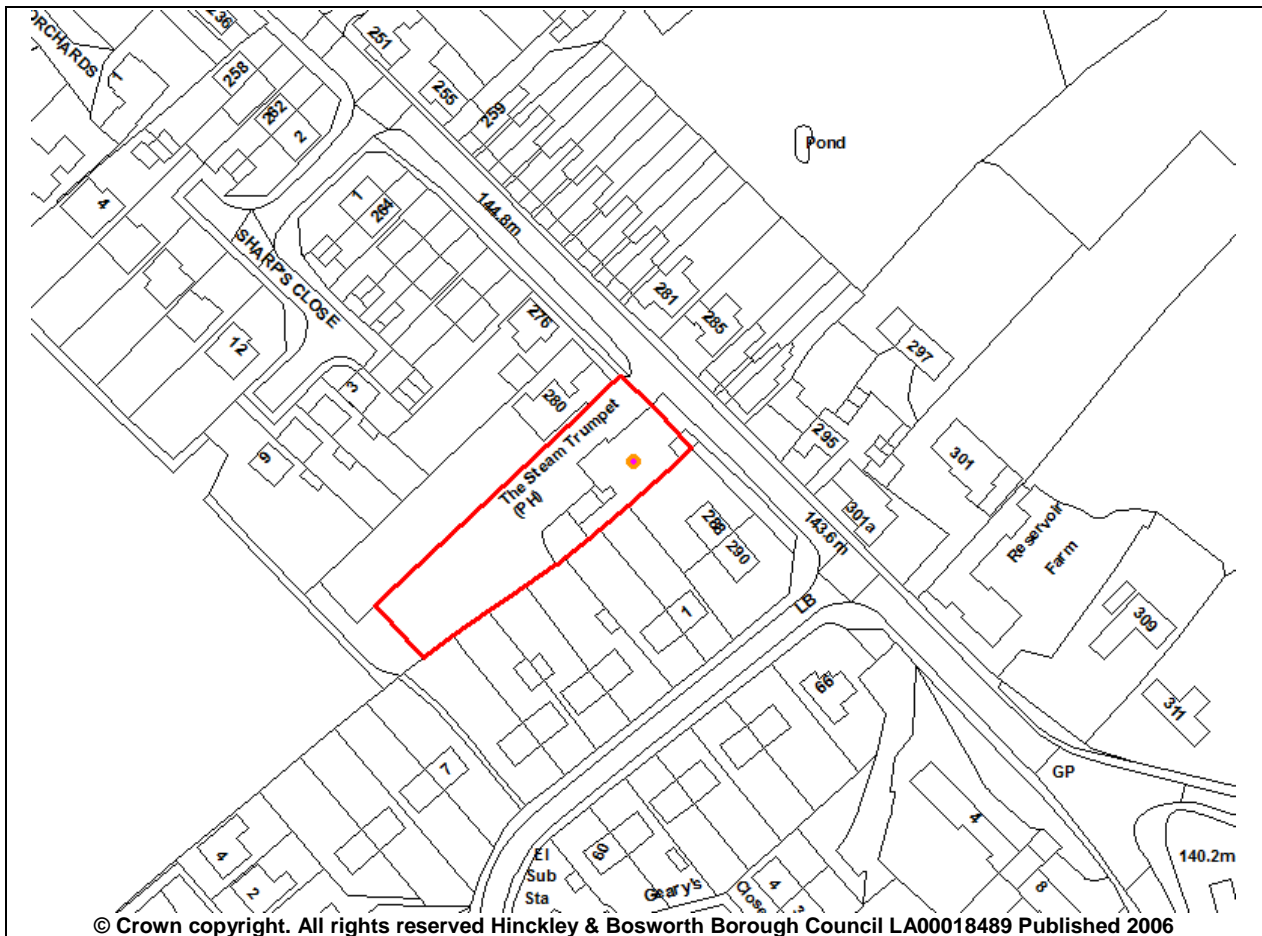 236
251
ORCHARDS
1
258
255
262
2
259
Pond
4
1
264
144.8m
SHARP'S CLOSE
281
276
285
297
12
3
280
The Steam Trumpet
(PH)
295
9
301
301a
288
290
143.6m
Reservoir
Farm
LB
1
309
66
311
7
GP
4
El
Sub
Sta
60
4
140.2m
4
2
Geary's
Close
8
© Crown copyright. All rights reserved Hinckley & Bosworth Borough Council LA00018489 Published 2006